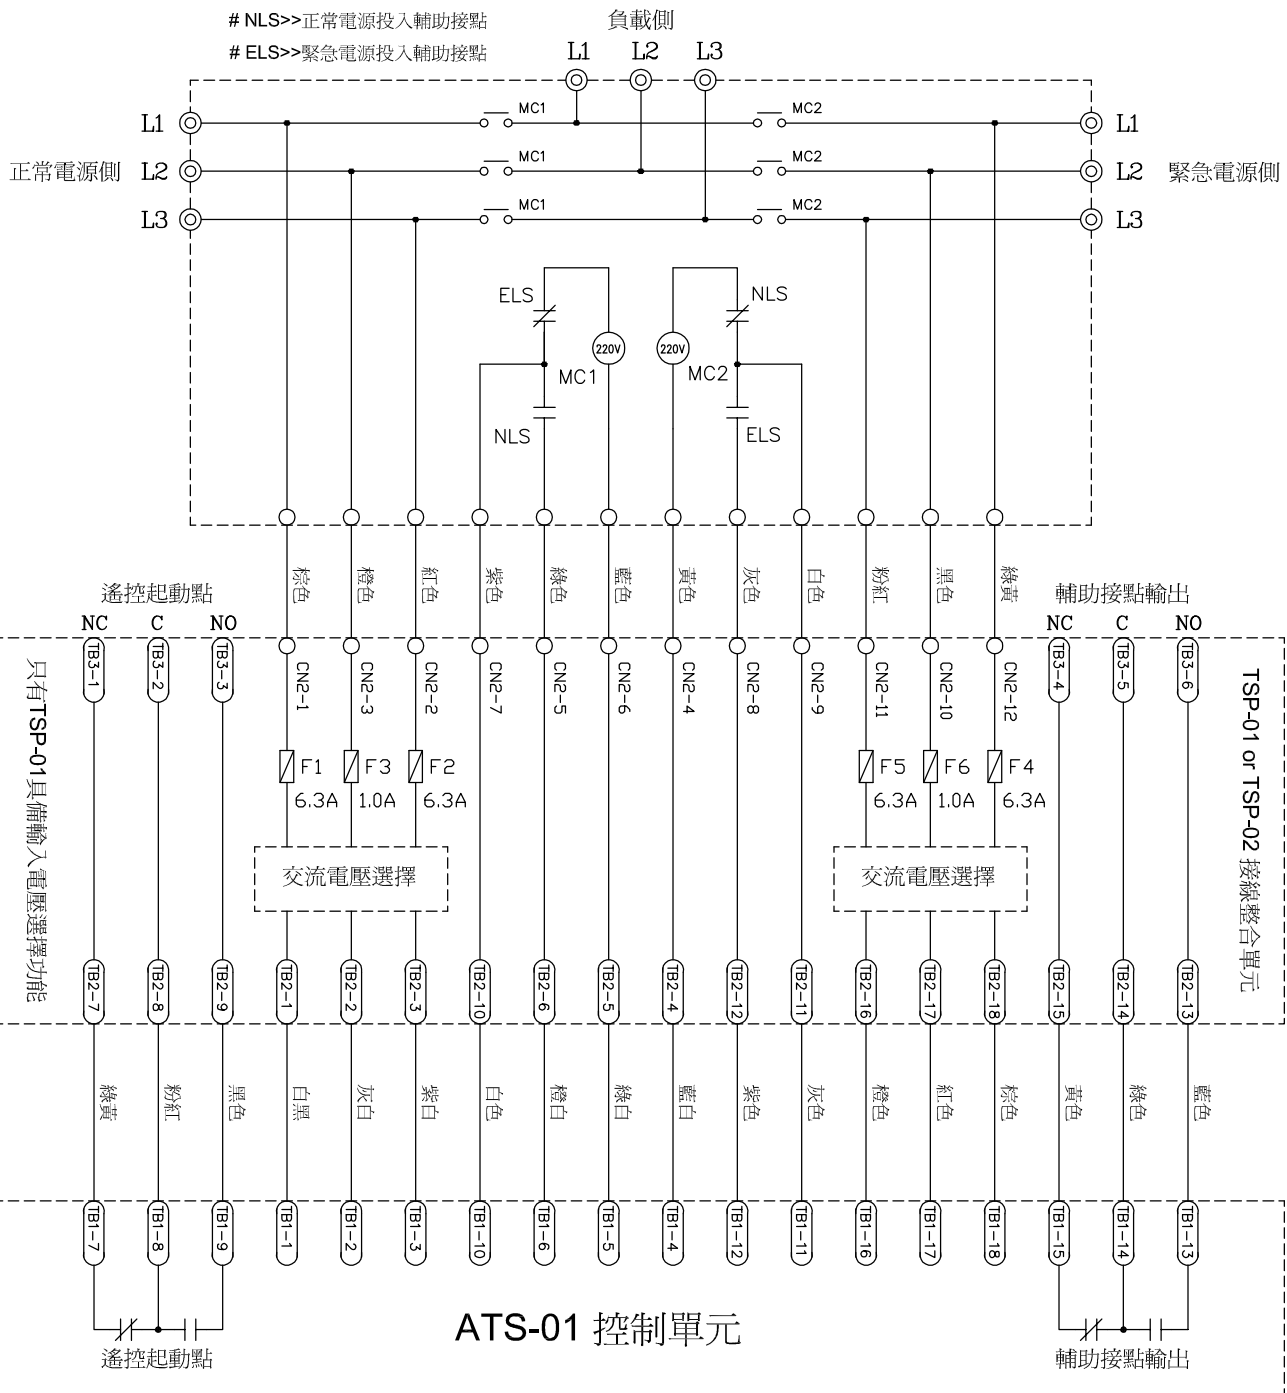 # NLS>>正常電源投入輔助接點
負載側
# ELS>>緊急電源投入輔助接點
L1 L2 L3
L1 MC1 MC2 L1
正常電源側 L2 MC1 MC2 L2 緊急電源側
L3 MC1 MC2 L3
ELS NLS
220V 220V
MC1 MC2
NLS ELS
棕色 橙色 紅色 紫色 綠色 藍色 黃色 灰色 白色 粉紅 黑色 綠黃
遙控起動點 輔助接點輸出
NC C NO NC C NO
TB3-1 TB3-2 TB3-3 CN2-1 CN2-3 CN2-2 CN2-7 CN2-5 CN2-6 CN2-4 CN2-8 CN2-9 CN2-11 CN2-10 CN2-12 TB3-4 TB3-5 TB3-6
只有TSP-01具備輸入電壓選擇功能
TSP-01 or TSP-02 接線整合單元
F1 F3 F2 F5 F6 F4
6.3A 1.0A 6.3A 6.3A 1.0A 6.3A
交流電壓選擇 交流電壓選擇
TB2-7 TB2-8 TB2-9 TB2-1 TB2-2 TB2-3 TB2-10 TB2-6 TB2-5 TB2-4 TB2-12 TB2-11 TB2-16 TB2-17 TB2-18 TB2-15 TB2-14 TB2-13
綠黃 粉紅 黑色 白黑 灰白 紫白 白色 橙白 綠白 藍白 紫色 灰色 橙色 紅色 棕色 黃色 綠色 藍色
TB1-7 TB1-8 TB1-9 TB1-1 TB1-2 TB1-3 TB1-10 TB1-6 TB1-5 TB1-4 TB1-12 TB1-11 TB1-16 TB1-17 TB1-18 TB1-15 TB1-14 TB1-13
ATS-01 控制單元
遙控起動點 輔助接點輸出